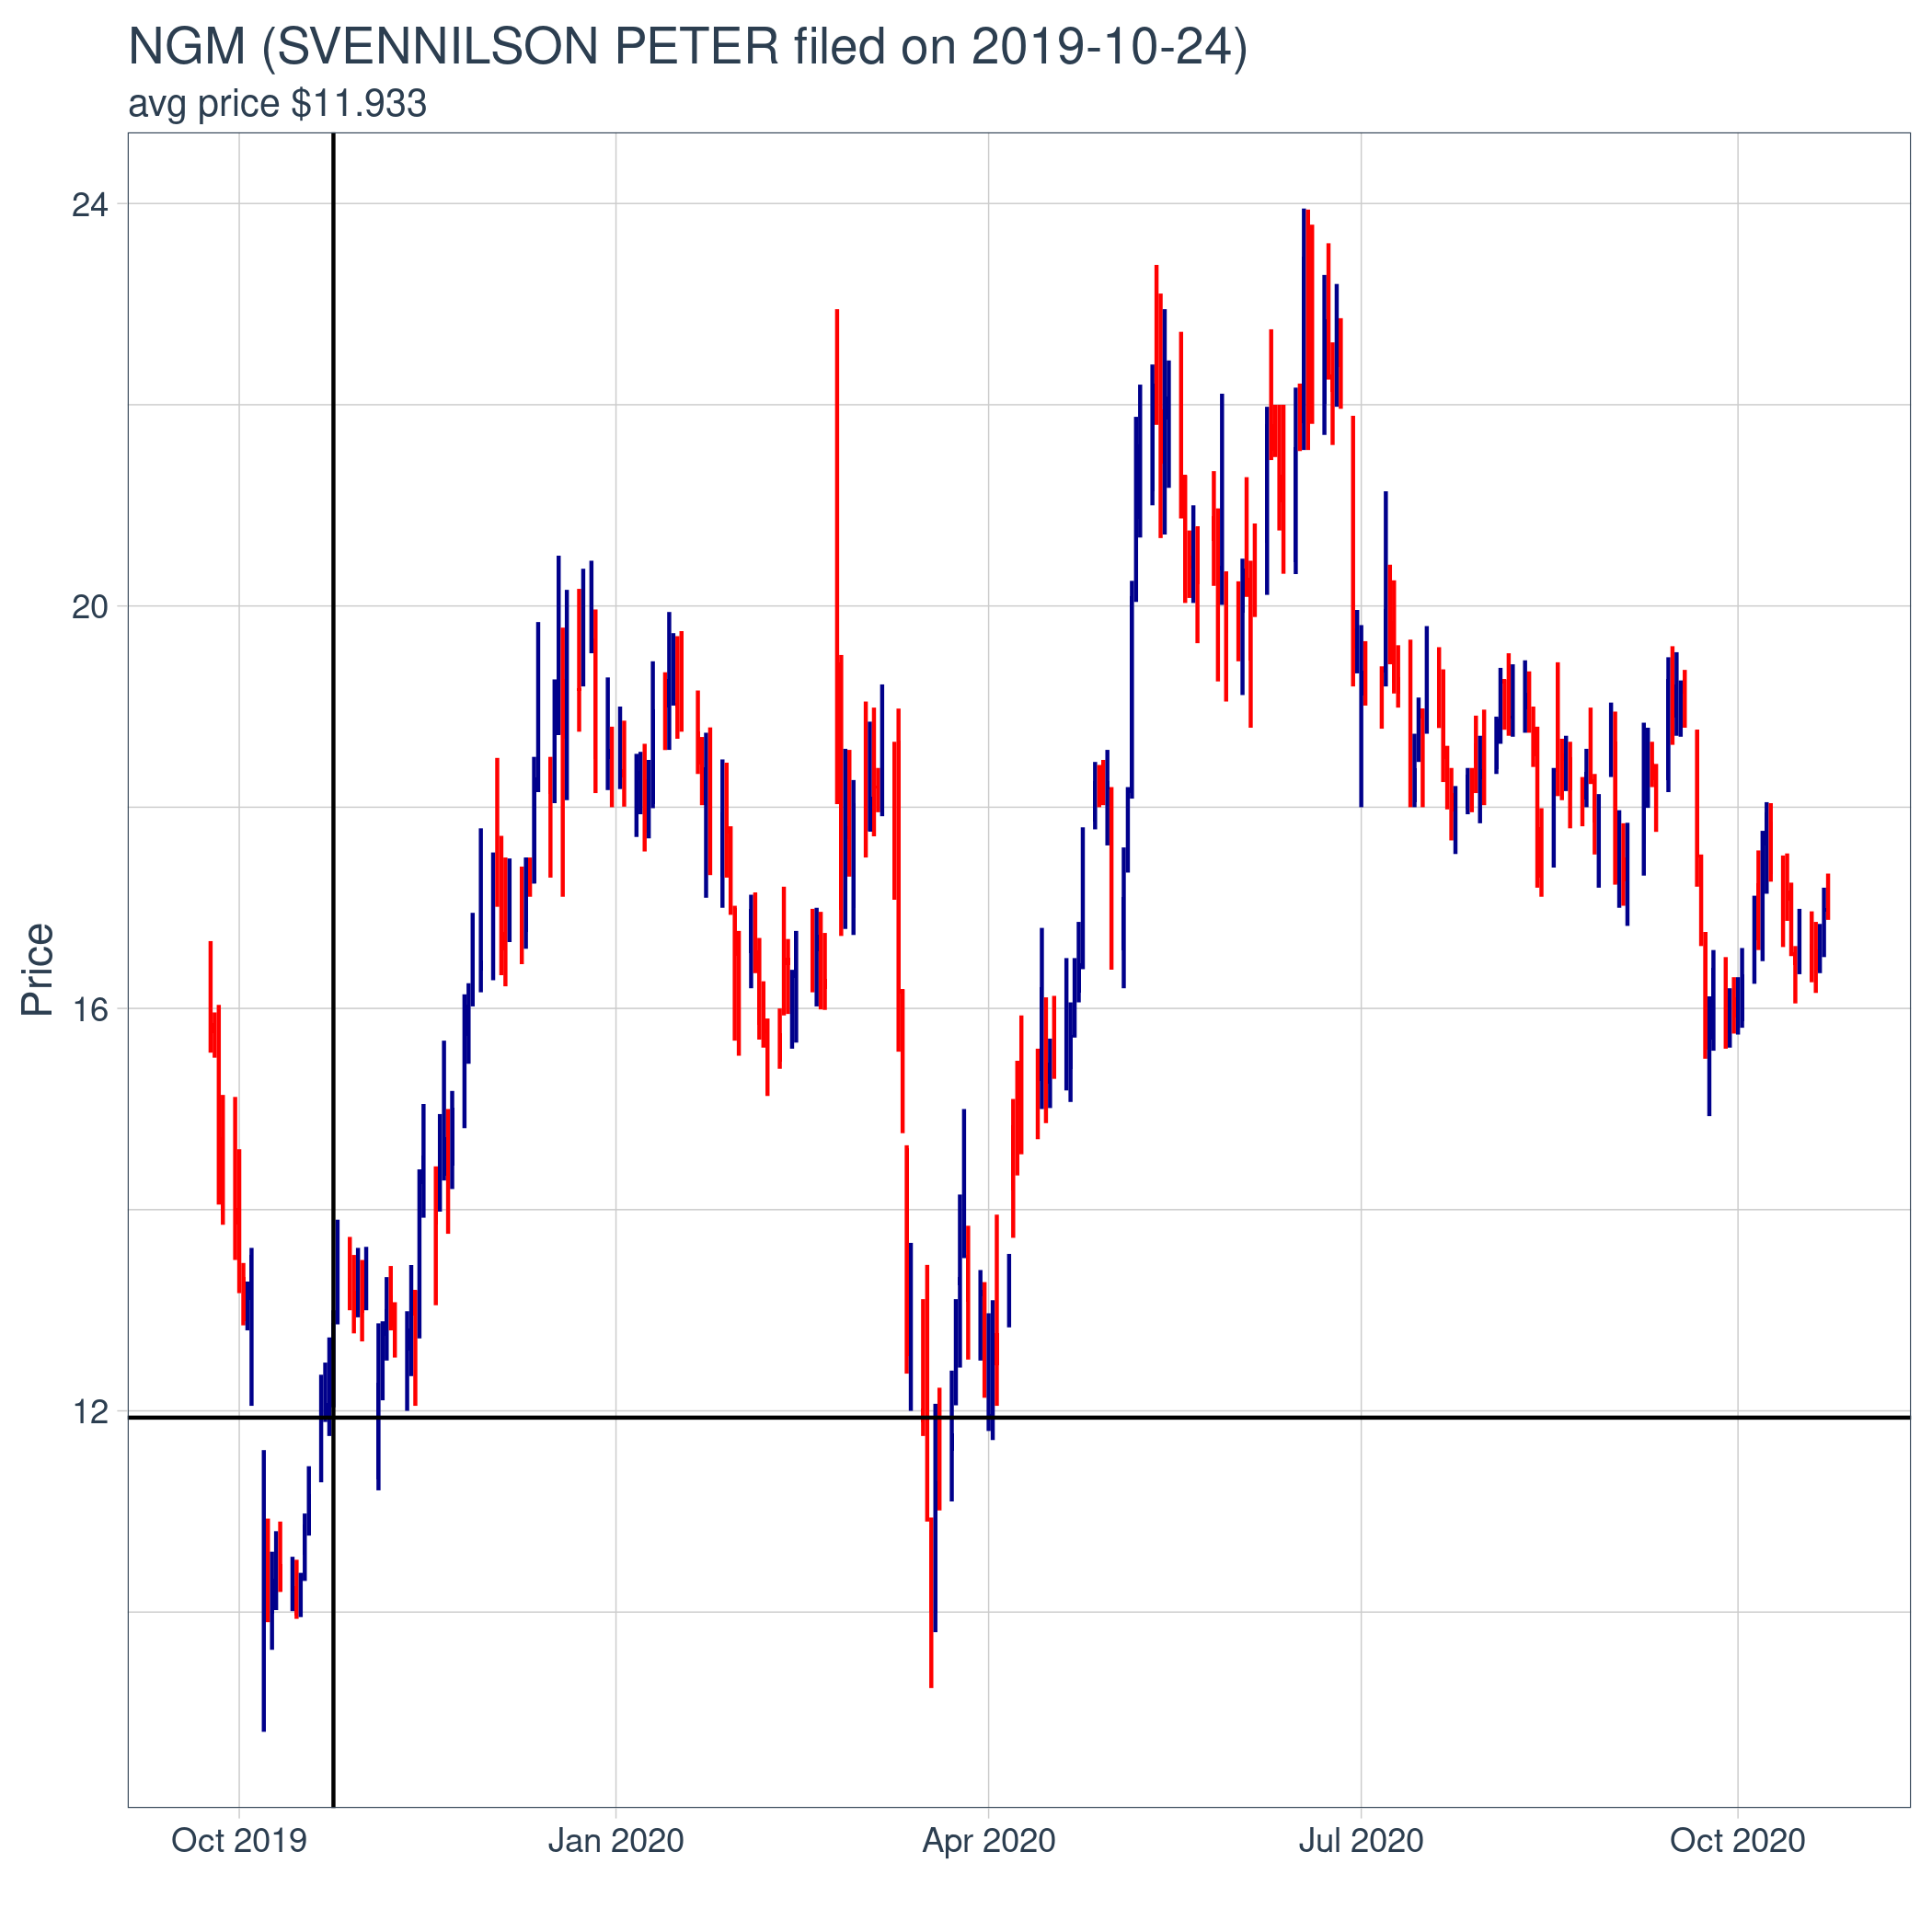 NGM (SVENNILSON PETER filed on 2019-10-24)
avg price $11.933
24
20
16
12
Price
Oct 2019
Jan 2020
Apr 2020
Jul 2020
Oct 2020